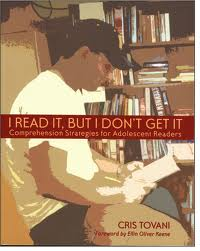 I READ IT, BUT I DON'T GET IT
Comprehension Strategies for Adolescent Readers
CRIS TOVANI
Foreword by Ellin Oliver Keene